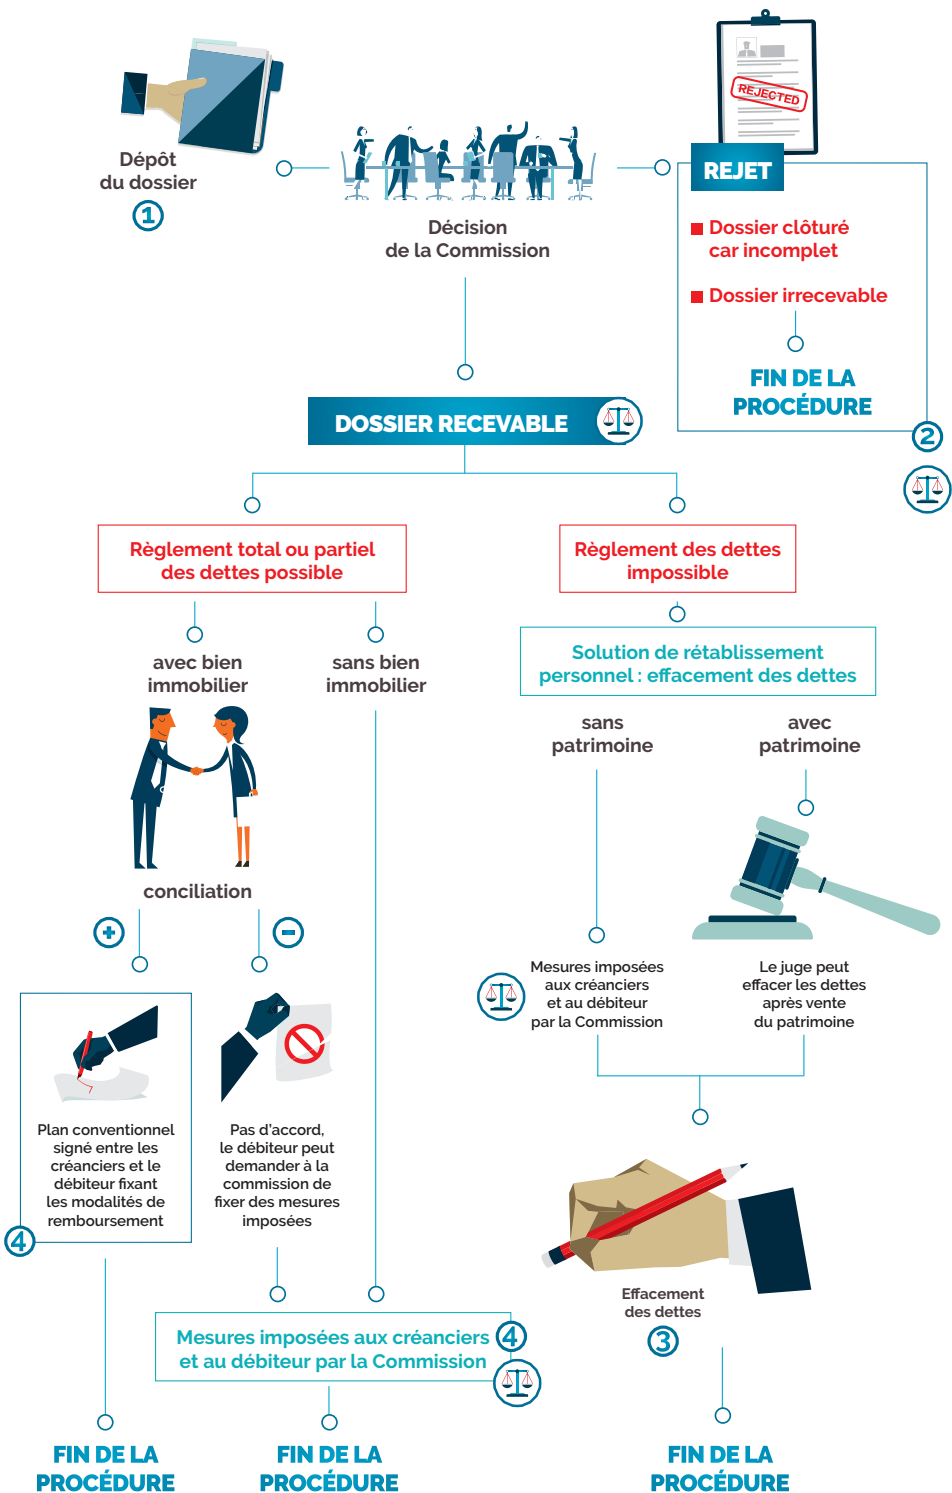 Dépôt
du dossier
1
Décision
de la Commission
REJECTED
REJET
Dossier clôturé
car incomplet
Dossier irrecevable
FIN DE LA
PROCÉDURE
2
DOSSIER RECEVABLE
Règlement total ou partiel
des dettes possible
Règlement des dettes
impossible
avec bien
immobilier
sans bien
immobilier
Solution de rétablissement
personnel : effacement des dettes
sans
patrimoine
avec
patrimoine
conciliation
+
-
Mesures imposées
aux créanciers
et au débiteur
par la Commission
Le juge peut
effacer les dettes
après vente
du patrimoine
Plan conventionnel
signé entre les
créanciers et le
débiteur fixant
les modalités de
remboursement
4
Pas d'accord,
le débiteur peut
demander à la
commission de
fixer des mesures
imposées
Effacement
des dettes
3
Mesures imposées aux créanciers
et au débiteur par la Commission
4
FIN DE LA
PROCÉDURE
FIN DE LA
PROCÉDURE
FIN DE LA
PROCÉDURE